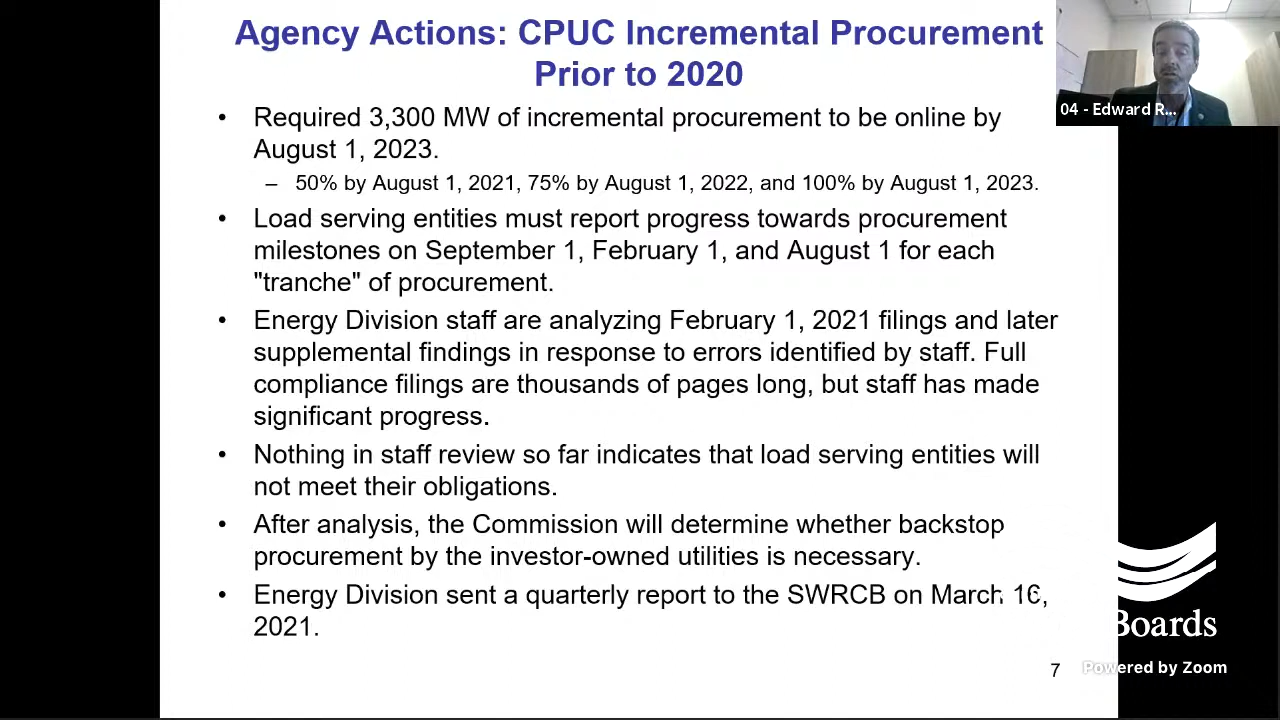 Agency Actions: CPUC Incremental Procurement
Prior to 2020
04 - Edward R...
• Required 3,300 MW of incremental procurement to be online by
August 1, 2023.
– 50% by August 1, 2021, 75% by August 1, 2022, and 100% by August 1, 2023.
• Load serving entities must report progress towards procurement
milestones on September 1, February 1, and August 1 for each
"tranche" of procurement.
• Energy Division staff are analyzing February 1, 2021 filings and later
supplemental findings in response to errors identified by staff. Full
compliance filings are thousands of pages long, but staff has made
significant progress.
• Nothing in staff review so far indicates that load serving entities will
not meet their obligations.
• After analysis, the Commission will determine whether backstop
procurement by the investor-owned utilities is necessary.
• Energy Division sent a quarterly report to the SWRCB on March 16,
2021.
Boards
7
Powered by Zoom